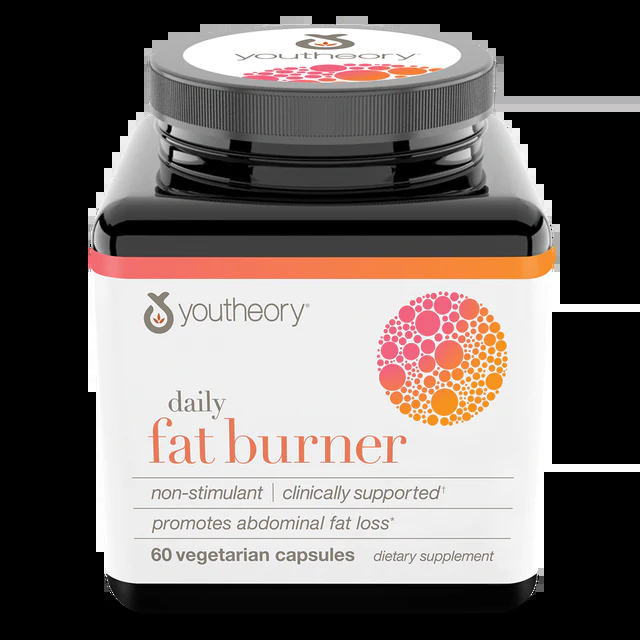 youtheory
youtheory®
daily
fat burner
non-stimulant | clinically supported†
promotes abdominal fat loss*
60 vegetarian capsules dietary supplement